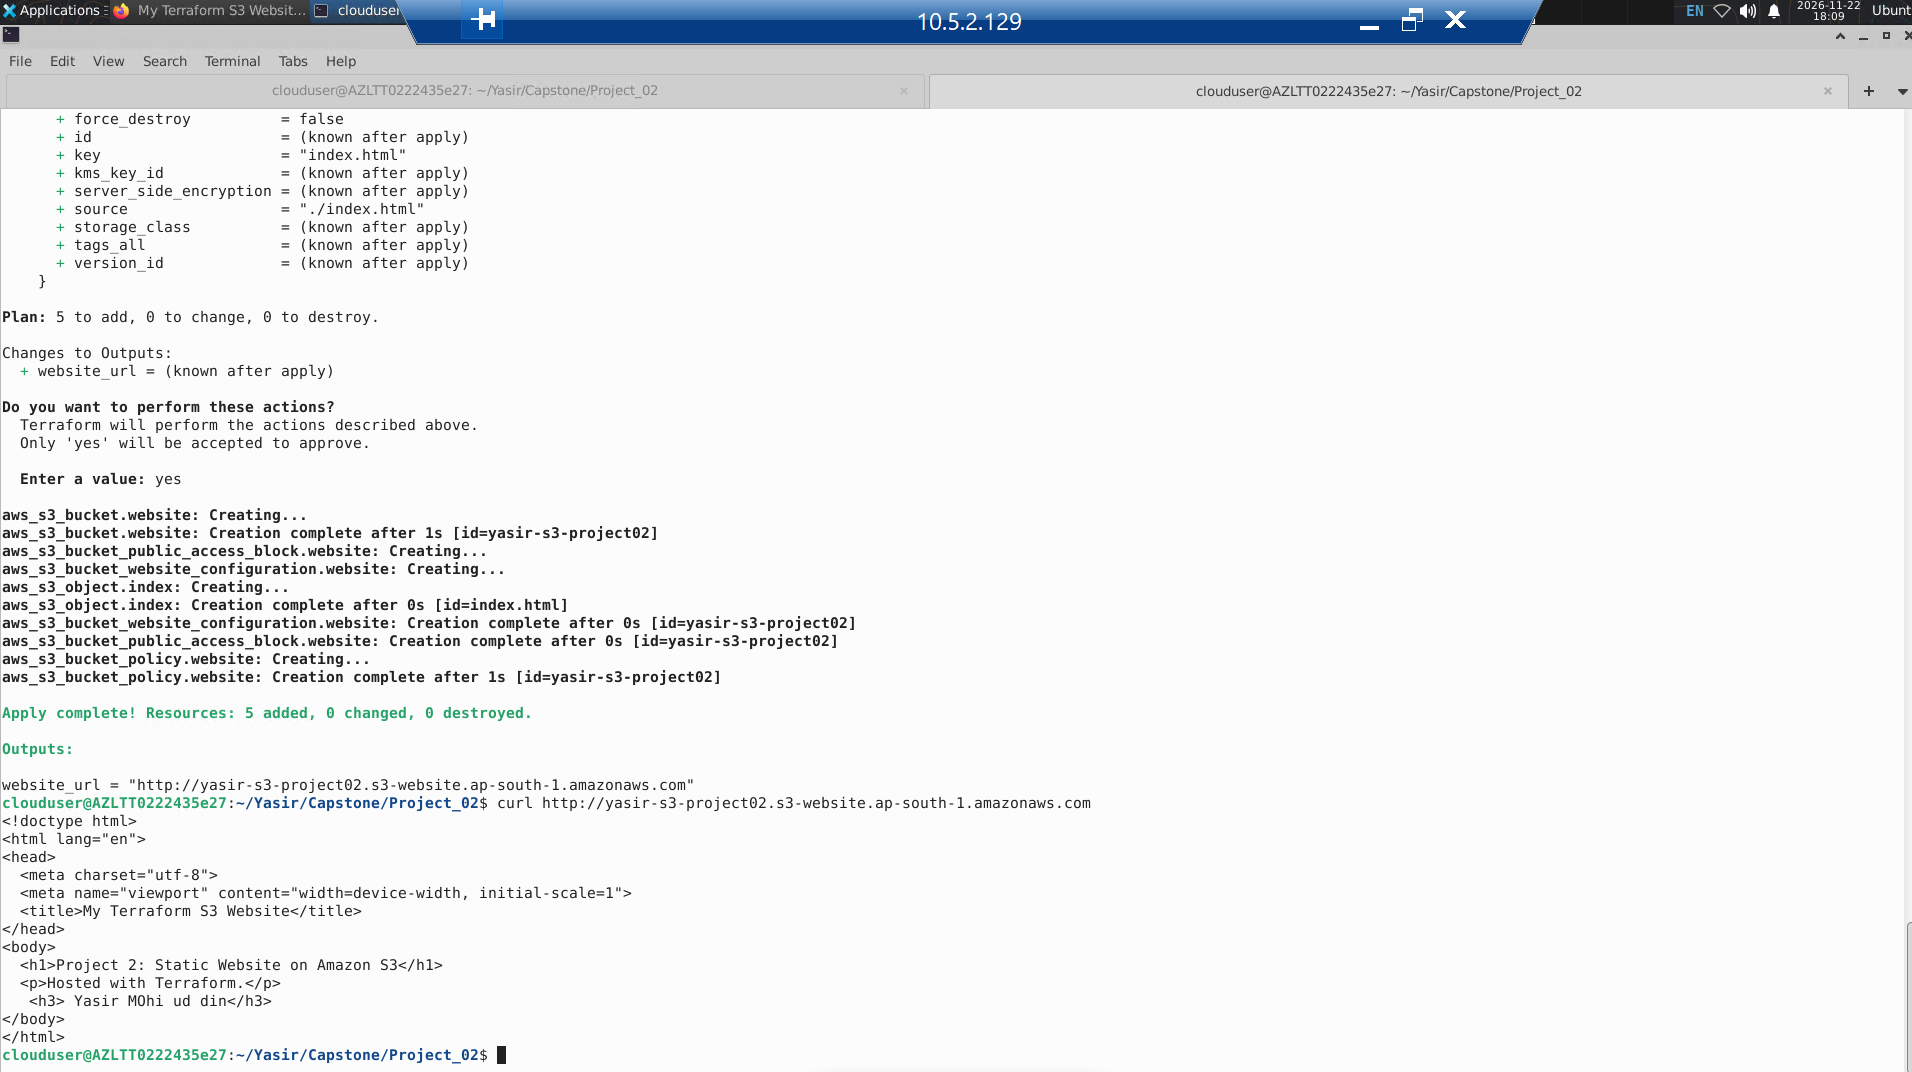 Applications
My Terraform S3 Websit...
clouduser
10.5.2.129
EN
2026-11-22
18:09
Ubunt
File Edit View Search Terminal Tabs Help
clouduser@AZLTT0222435e27: ~/Yasir/Capstone/Project_02
clouduser@AZLTT0222435e27: ~/Yasir/Capstone/Project_02
+ force_destroy = false
+ id = (known after apply)
+ key = "index.html"
+ kms_key_id = (known after apply)
+ server_side_encryption = (known after apply)
+ source = "./index.html"
+ storage_class = (known after apply)
+ tags_all = (known after apply)
+ version_id = (known after apply)
}
Plan: 5 to add, 0 to change, 0 to destroy.
Changes to Outputs:
+ website_url = (known after apply)
Do you want to perform these actions?
Terraform will perform the actions described above.
Only 'yes' will be accepted to approve.
Enter a value: yes
aws_s3_bucket.website: Creating...
aws_s3_bucket.website: Creation complete after 1s [id=yasir-s3-project02]
aws_s3_bucket_public_access_block.website: Creating...
aws_s3_bucket_website_configuration.website: Creating...
aws_s3_object.index: Creating...
aws_s3_object.index: Creation complete after 0s [id=index.html]
aws_s3_bucket_website_configuration.website: Creation complete after 0s [id=yasir-s3-project02]
aws_s3_bucket_public_access_block.website: Creation complete after 0s [id=yasir-s3-project02]
aws_s3_bucket_policy.website: Creating...
aws_s3_bucket_policy.website: Creation complete after 1s [id=yasir-s3-project02]
Apply complete! Resources: 5 added, 0 changed, 0 destroyed.
Outputs:
website_url = "http://yasir-s3-project02.s3-website.ap-south-1.amazonaws.com"
clouduser@AZLTT0222435e27:~/Yasir/Capstone/Project_02$ curl http://yasir-s3-project02.s3-website.ap-south-1.amazonaws.com
<!doctype html>
<html lang="en">
<head>
<meta charset="utf-8">
<meta name="viewport" content="width=device-width, initial-scale=1">
<title>My Terraform S3 Website</title>
</head>
<body>
<h1>Project 2: Static Website on Amazon S3</h1>
<p>Hosted with Terraform.</p>
<h3> Yasir MOhi ud din</h3>
</body>
</html>
clouduser@AZLTT0222435e27:~/Yasir/Capstone/Project_02$